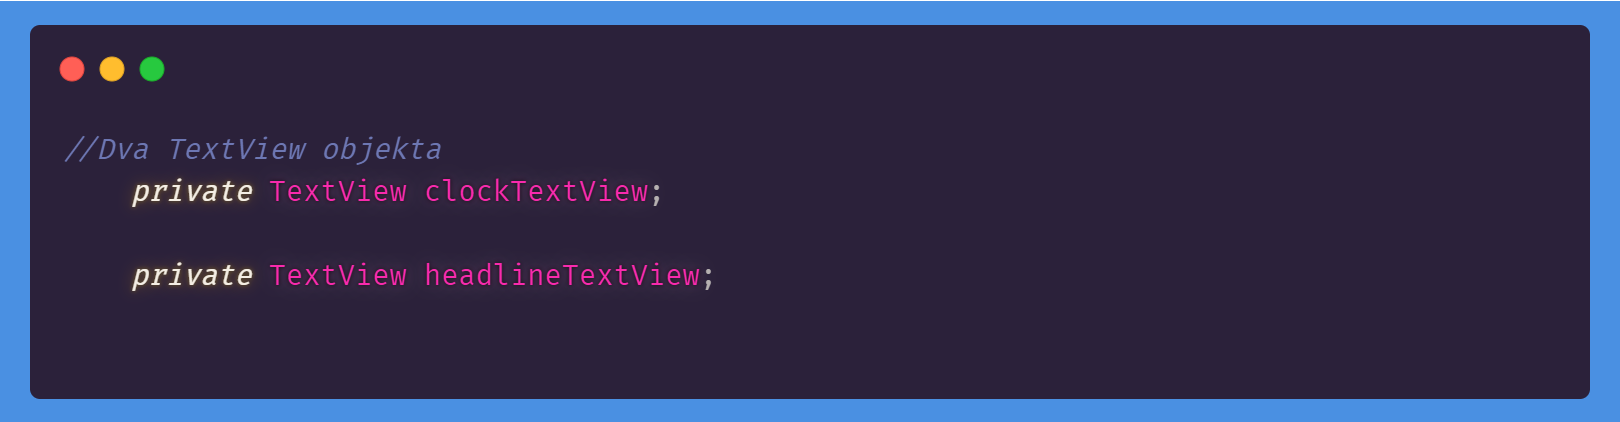 //Dva TextView objekta
private TextView clockTextView;
private TextView headlineTextView;